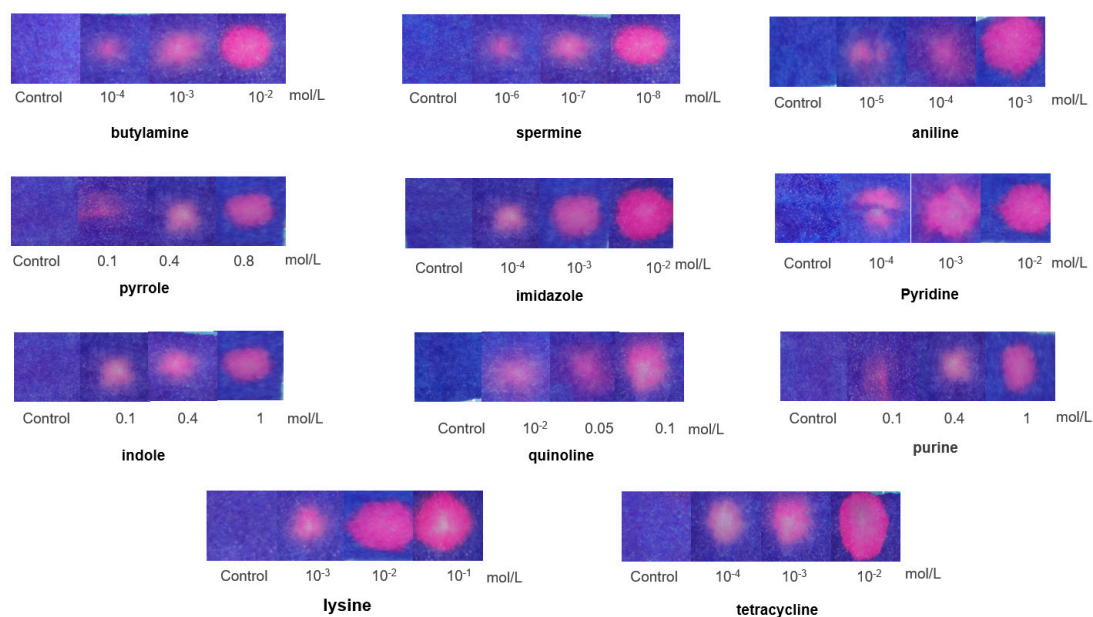 Control 10⁻⁴ 10⁻³ 10⁻² mol/L
butylamine
Control 10⁻⁶ 10⁻⁷ 10⁻⁸ mol/L
spermine
Control 10⁻⁵ 10⁻⁴ 10⁻³ mol/L
aniline
Control 0.1 0.4 0.8 mol/L
pyrrole
Control 10⁻⁴ 10⁻³ 10⁻² mol/L
imidazole
Control 10⁻⁴ 10⁻³ 10⁻² mol/L
Pyridine
Control 0.1 0.4 1 mol/L
indole
Control 10⁻² 0.05 0.1 mol/L
quinoline
Control 0.1 0.4 1 mol/L
purine
Control 10⁻³ 10⁻² 10⁻¹ mol/L
lysine
Control 10⁻⁴ 10⁻³ 10⁻² mol/L
tetracycline